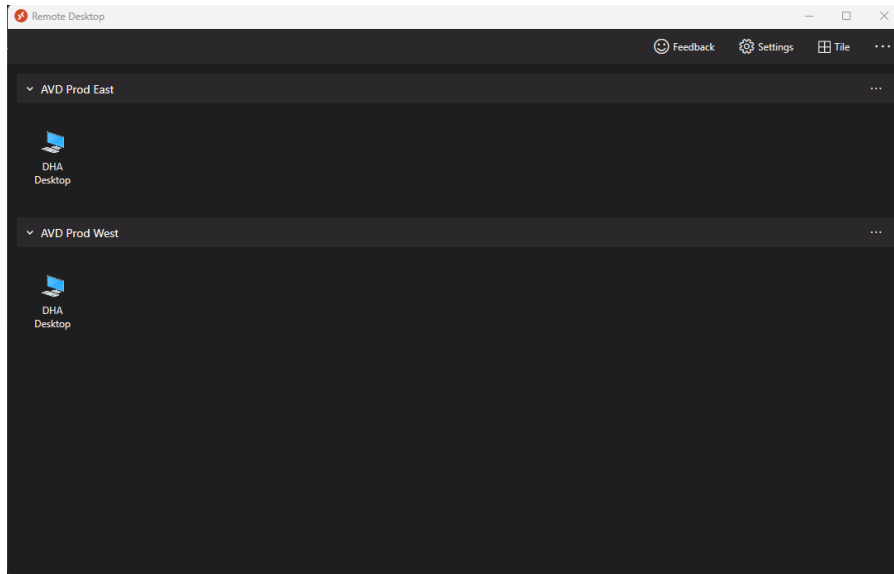 Remote Desktop
Feedback
Settings
Tile
AVD Prod East
DHA
Desktop
AVD Prod West
DHA
Desktop